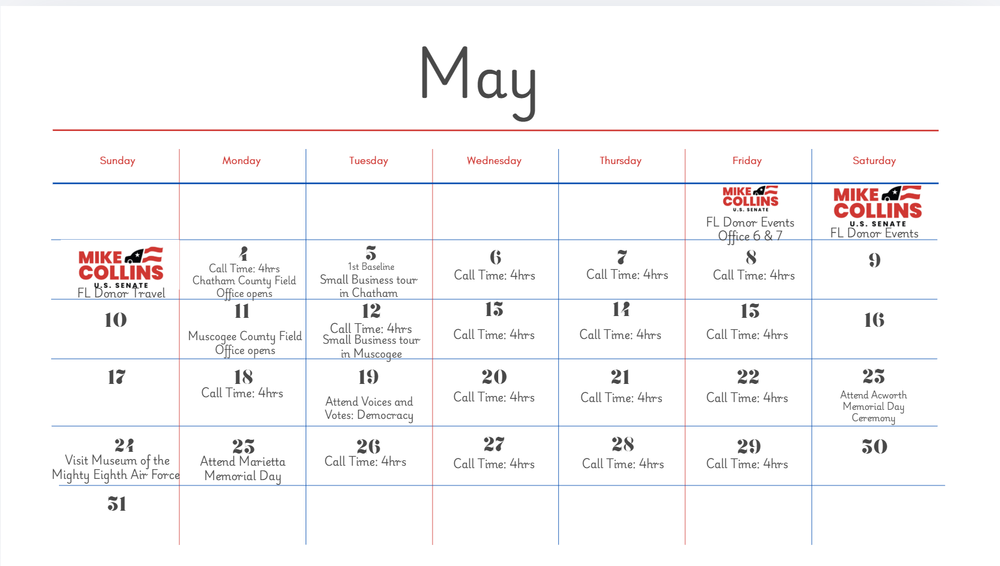 May
Sunday
Monday
Tuesday
Wednesday
Thursday
Friday
Saturday
MIKE
COLLINS
U.S. SENATE
FL Donor Events
Office 6 & 7
MIKE
COLLINS
U.S. SENATE
FL Donor Events
MIKE
COLLINS
U.S. SENATE
FL Donor Travel
4
Call Time: 4hrs
Chatham County Field
Office opens
5
1st Baseline
Small Business tour
in Chatham
6
Call Time: 4hrs
7
Call Time: 4hrs
8
Call Time: 4hrs
9
10
11
Muscogee County Field
Office opens
12
Call Time: 4hrs
Small Business tour
in Muscogee
13
Call Time: 4hrs
14
Call Time: 4hrs
15
Call Time: 4hrs
16
17
18
Call Time: 4hrs
19
Attend Voices and
Votes: Democracy
20
Call Time: 4hrs
21
Call Time: 4hrs
22
Call Time: 4hrs
23
Attend Acworth
Memorial Day
Ceremony
24
Visit Museum of the
Mighty Eighth Air Force
25
Attend Marietta
Memorial Day
26
Call Time: 4hrs
27
Call Time: 4hrs
28
Call Time: 4hrs
29
Call Time: 4hrs
30
31